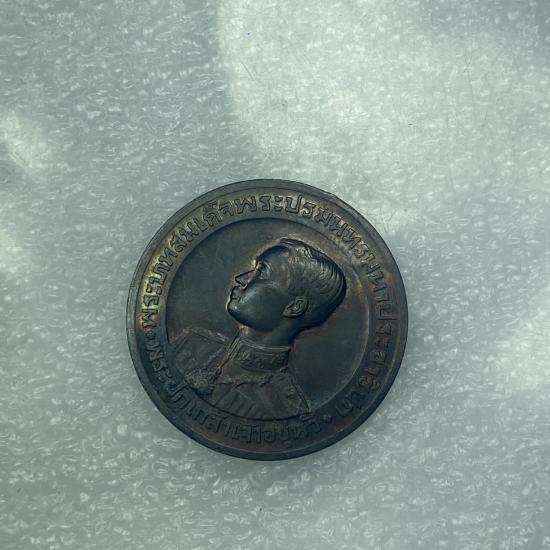 พระบาทสมเด็จพระปรมินทรมหาประชาธิปก
พระปกเกล้าเจ้าอยู่หัว